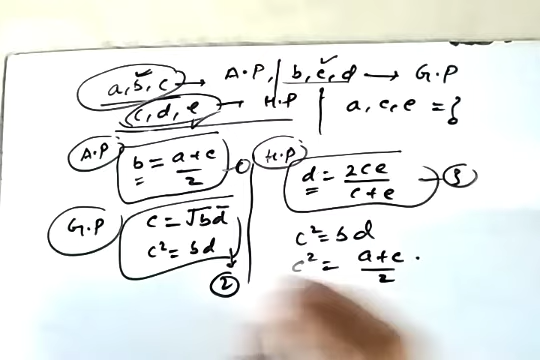 a, b, c → A.P, | b, c, d → G.P
c, d, e → H.P | a, c, e = ?
A.P b = a+c/2 ①
H.P d = 2ce/c+e ③
G.P c = √bd
c² = bd ②
c² = bd
c² = a+c/2 ·